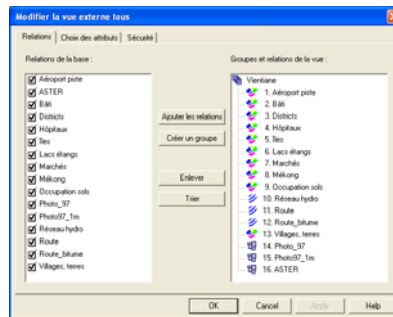 Modifier la vue externe tous
Relations
Choix des attributs
Sécurité
Relations de la base :
Aéroport piste
ASTER
Bâti
Districts
Hôpitaux
Îles
Lacs étangs
Marchés
Mékong
Occupation sols
Photo_97
Photo97_1m
Réseau hydro
Route
Route_bitume
Villages, terres
Ajouter les relations
Créer un groupe
Enlever
Trier
Groupes et relations de la vue :
Vientiane
1. Aéroport piste
2. Bâti
3. Districts
4. Hôpitaux
5. Îles
6. Lacs étangs
7. Marchés
8. Mékong
9. Occupation sols
10. Réseau hydro
11. Route
12. Route_bitume
13. Villages, terres
14. Photo_97
15. Photo97_1m
16. ASTER
OK
Cancel
Apply
Help